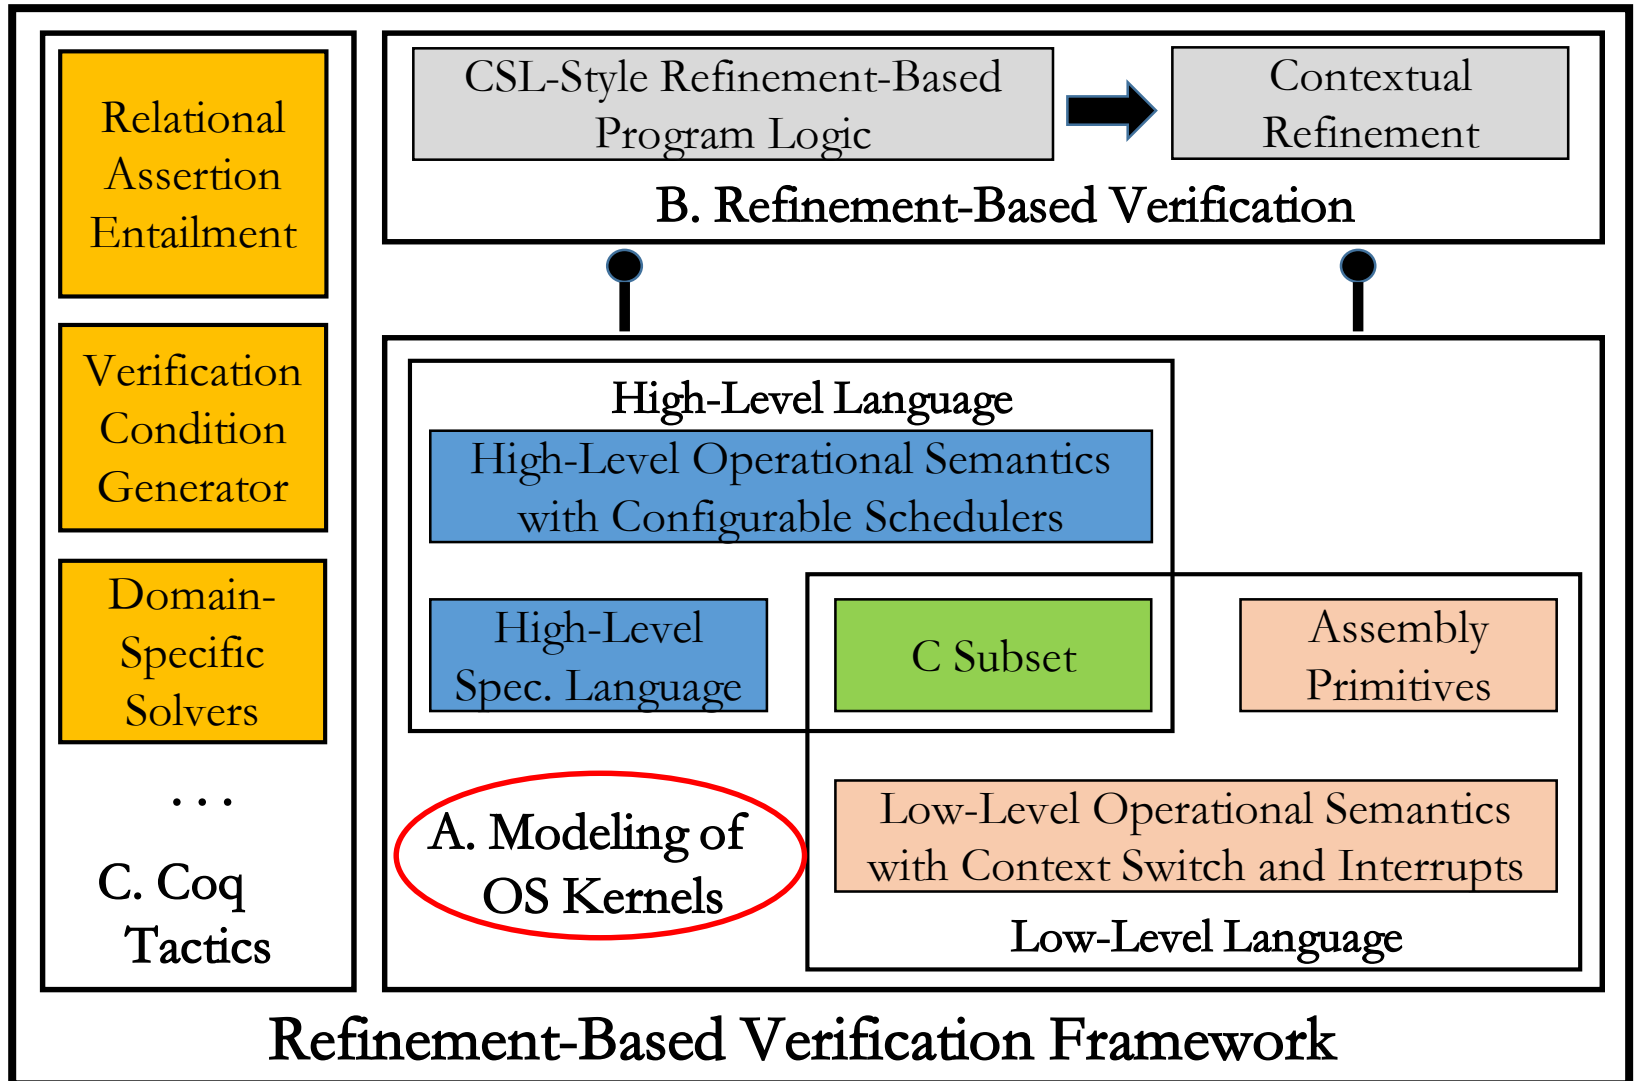 Relational
Assertion
Entailment
Verification
Condition
Generator
Domain-
Specific
Solvers
...
C. Coq
Tactics
CSL-Style Refinement-Based
Program Logic
Contextual
Refinement
B. Refinement-Based Verification
High-Level Language
High-Level Operational Semantics
with Configurable Schedulers
High-Level
Spec. Language
C Subset
Assembly
Primitives
A. Modeling of
OS Kernels
Low-Level Operational Semantics
with Context Switch and Interrupts
Low-Level Language
Refinement-Based Verification Framework